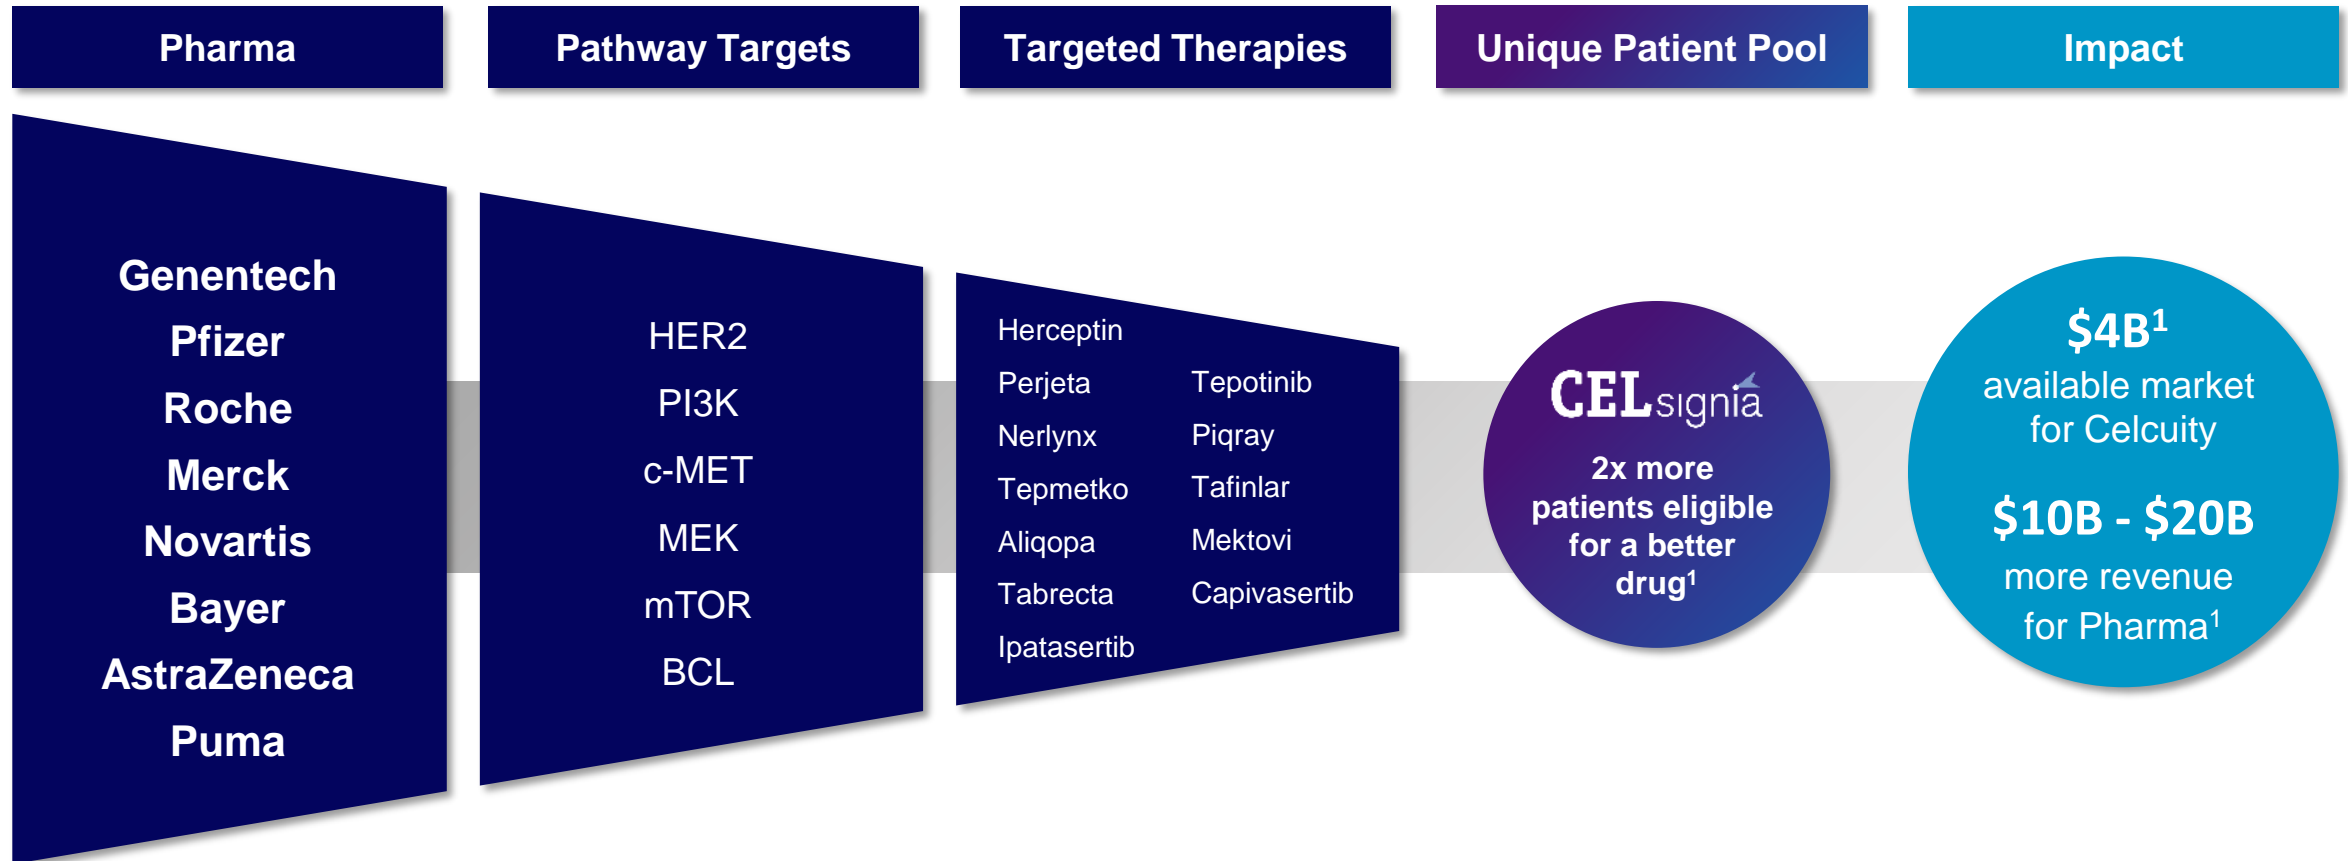 Pharma
Pathway Targets
Targeted Therapies
Unique Patient Pool
Impact
Genentech
Pfizer
Roche
Merck
Novartis
Bayer
AstraZeneca
Puma
HER2
PI3K
c-MET
MEK
mTOR
BCL
Herceptin
Perjeta
Nerlynx
Tepmetko
Aliqopa
Tabrecta
Ipatasertib
Tepotinib
Piqray
Tafinlar
Mektovi
Capivasertib
CELsignia
2x more
patients eligible
for a better
drug¹
$4B¹
available market
for Celcuity
$10B - $20B
more revenue
for Pharma¹